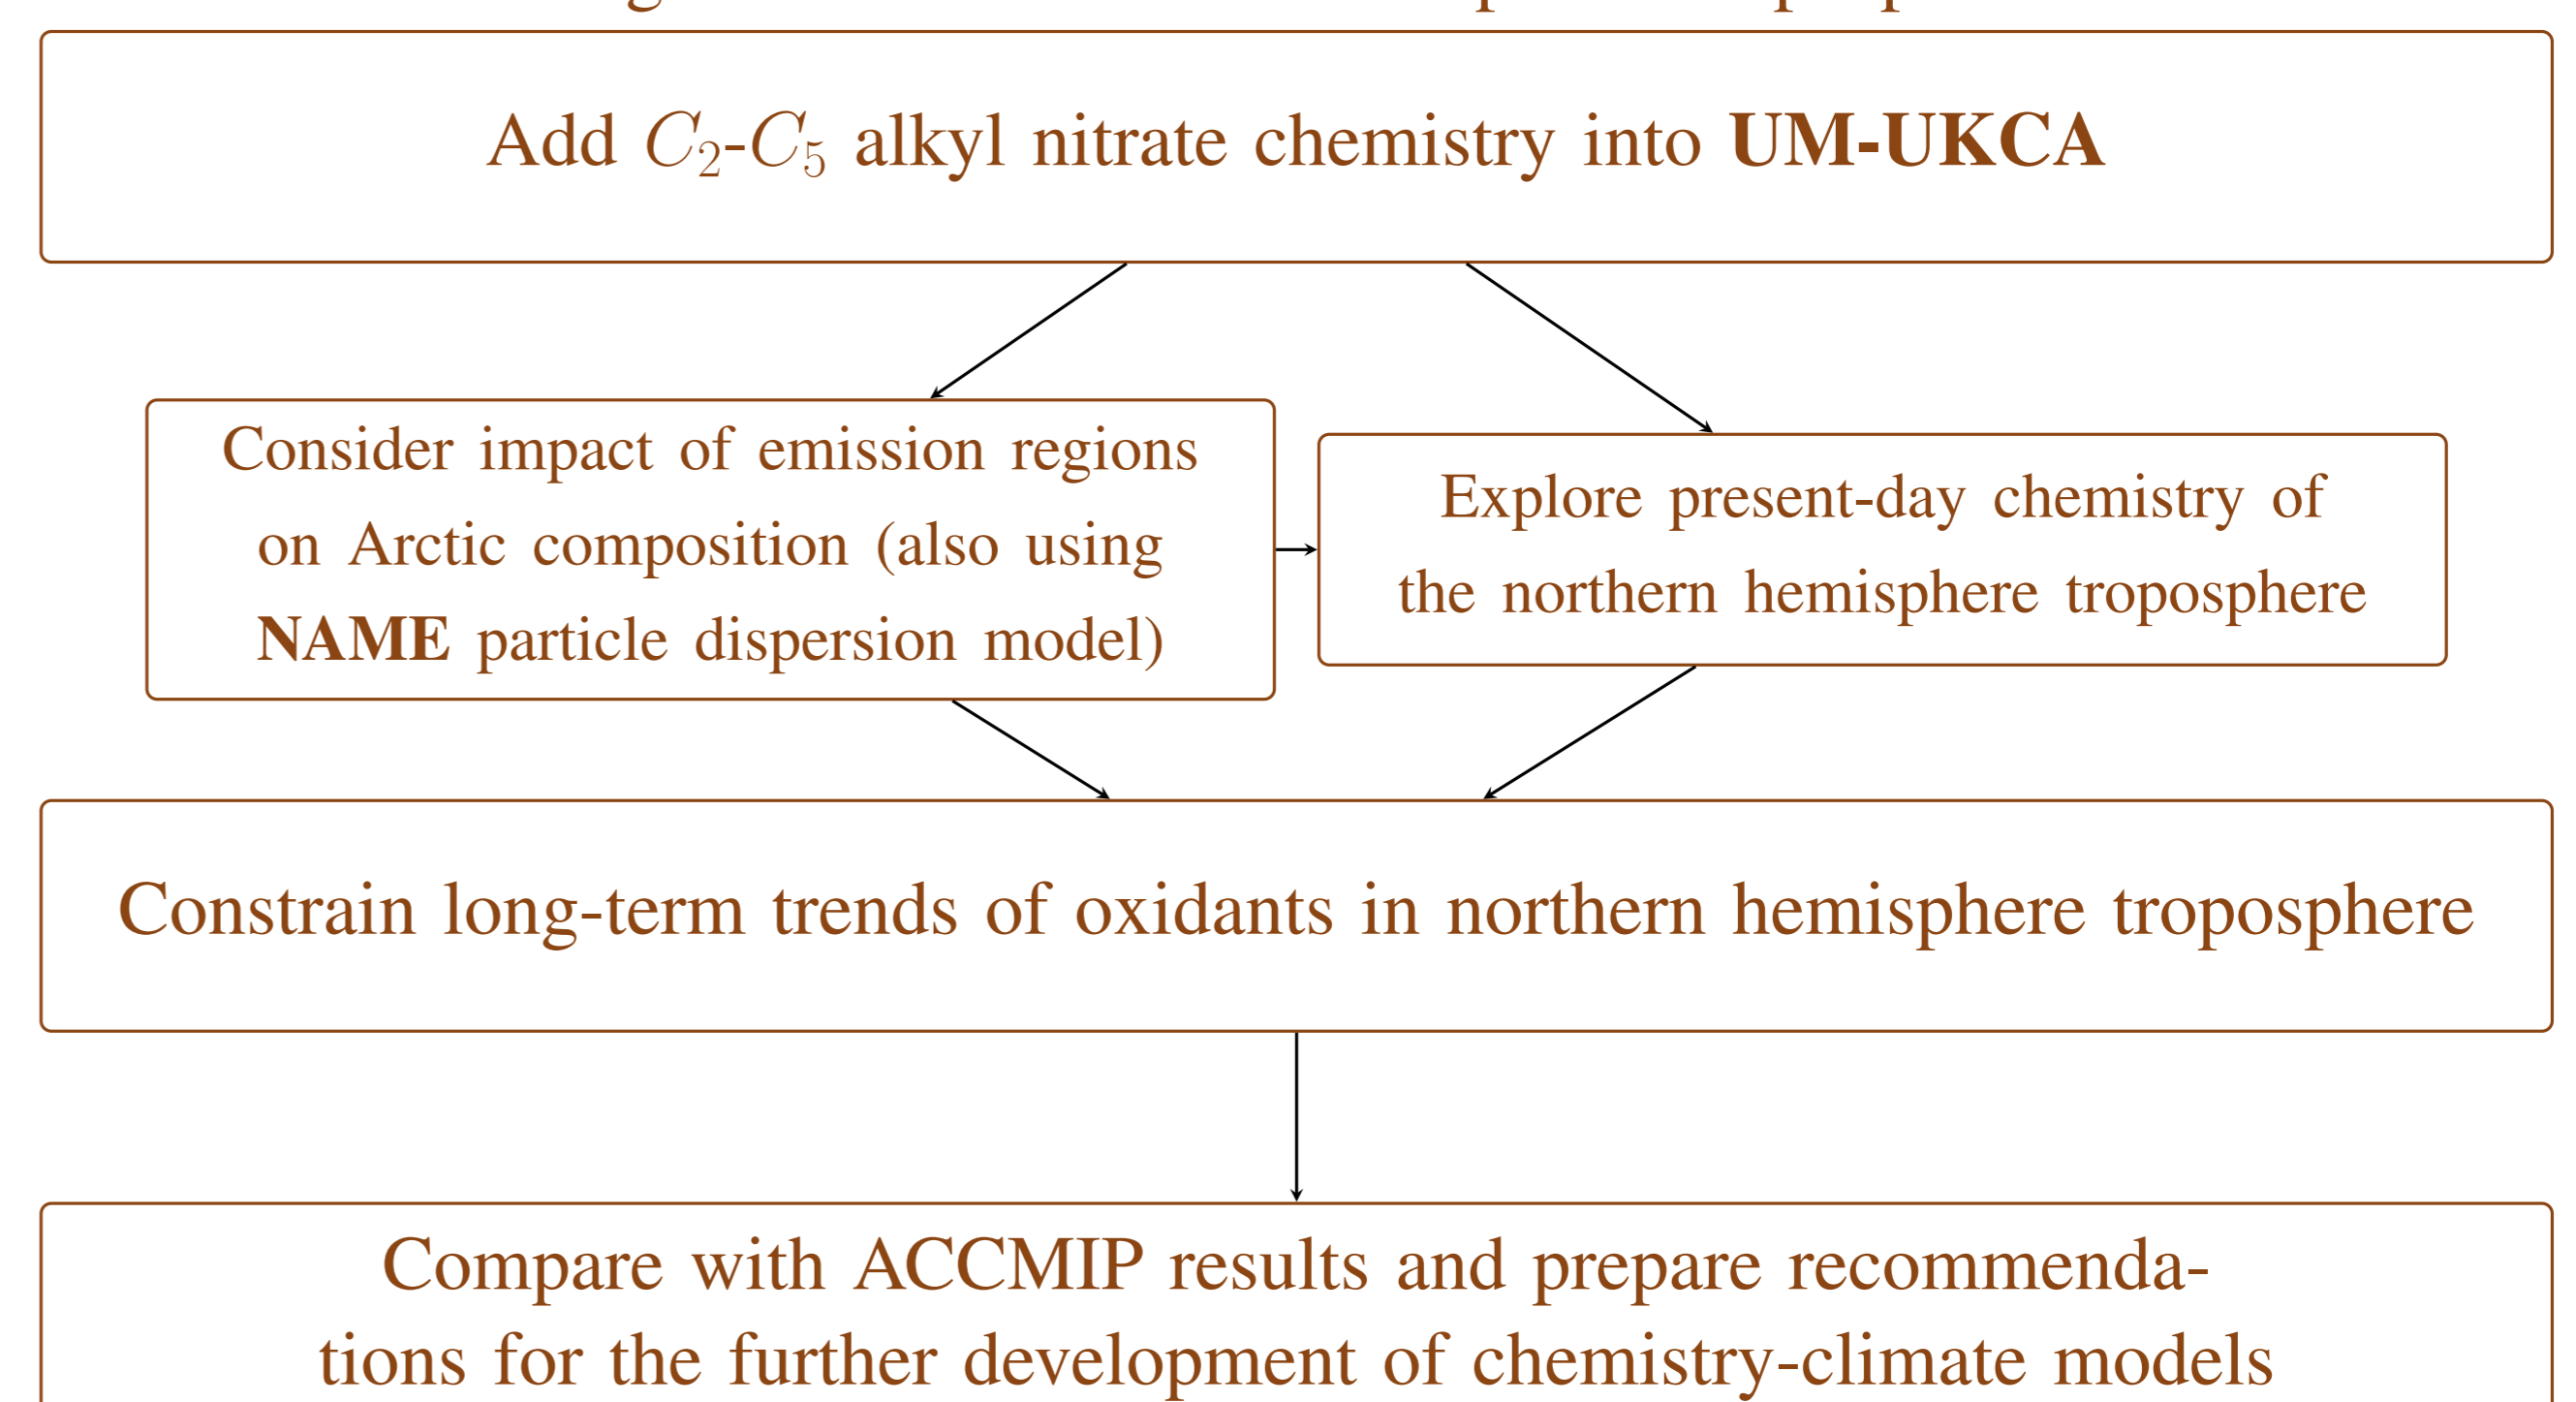 Add C₂-C₅ alkyl nitrate chemistry into UM-UKCA
Consider impact of emission regions
on Arctic composition (also using
NAME particle dispersion model)
Explore present-day chemistry of
the northern hemisphere troposphere
Constrain long-term trends of oxidants in northern hemisphere troposphere
Compare with ACCMIP results and prepare recommenda-
tions for the further development of chemistry-climate models